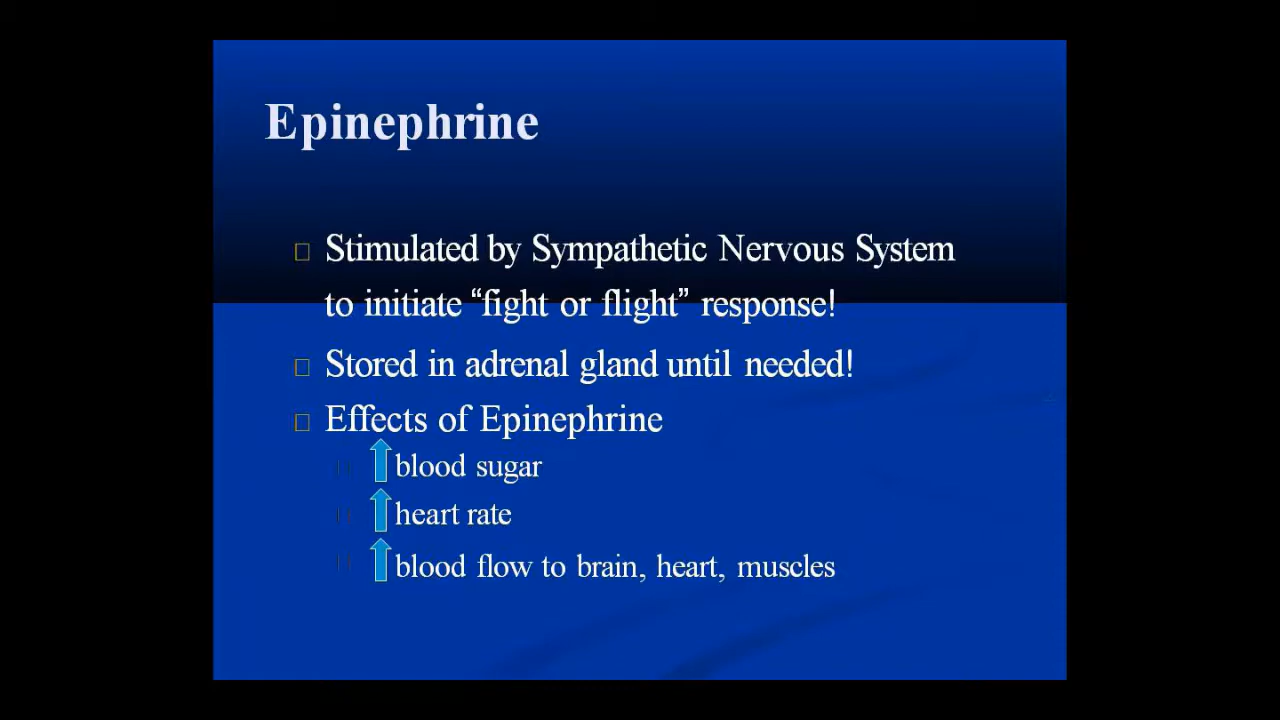 Epinephrine
Stimulated by Sympathetic Nervous System
to initiate “fight or flight” response!
Stored in adrenal gland until needed!
Effects of Epinephrine
blood sugar
heart rate
blood flow to brain, heart, muscles